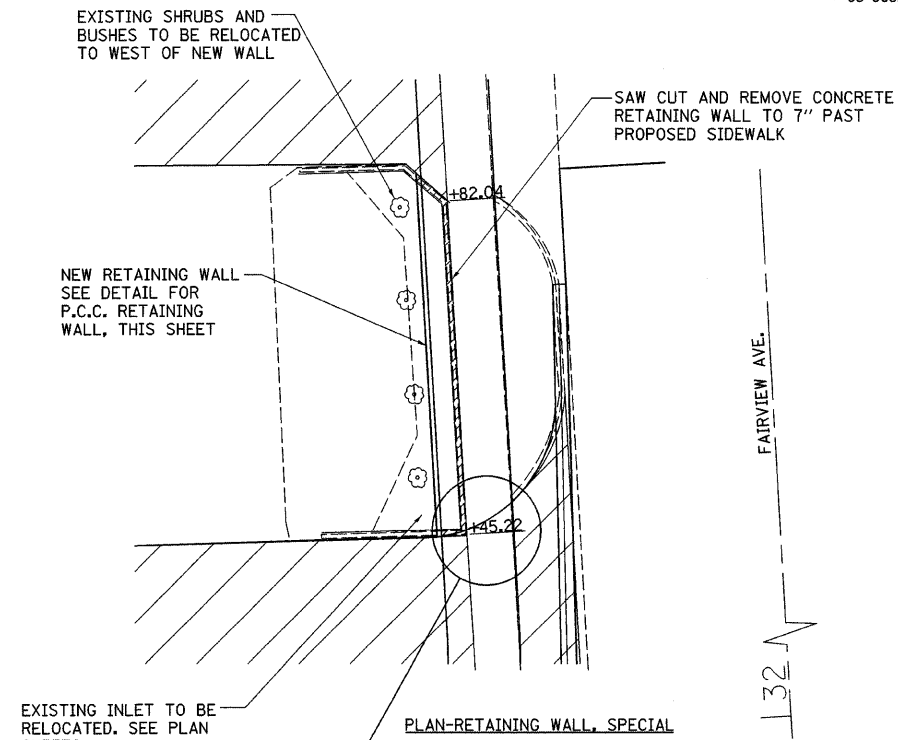 EXISTING SHRUBS AND
BUSHES TO BE RELOCATED
TO WEST OF NEW WALL
SAW CUT AND REMOVE CONCRETE
RETAINING WALL TO 7" PAST
PROPOSED SIDEWALK
+82.04
NEW RETAINING WALL
SEE DETAIL FOR
P.C.C. RETAINING
WALL, THIS SHEET
FAIRVIEW AVE.
+45.22
132
EXISTING INLET TO BE
RELOCATED. SEE PLAN
PLAN-RETAINING WALL, SPECIAL